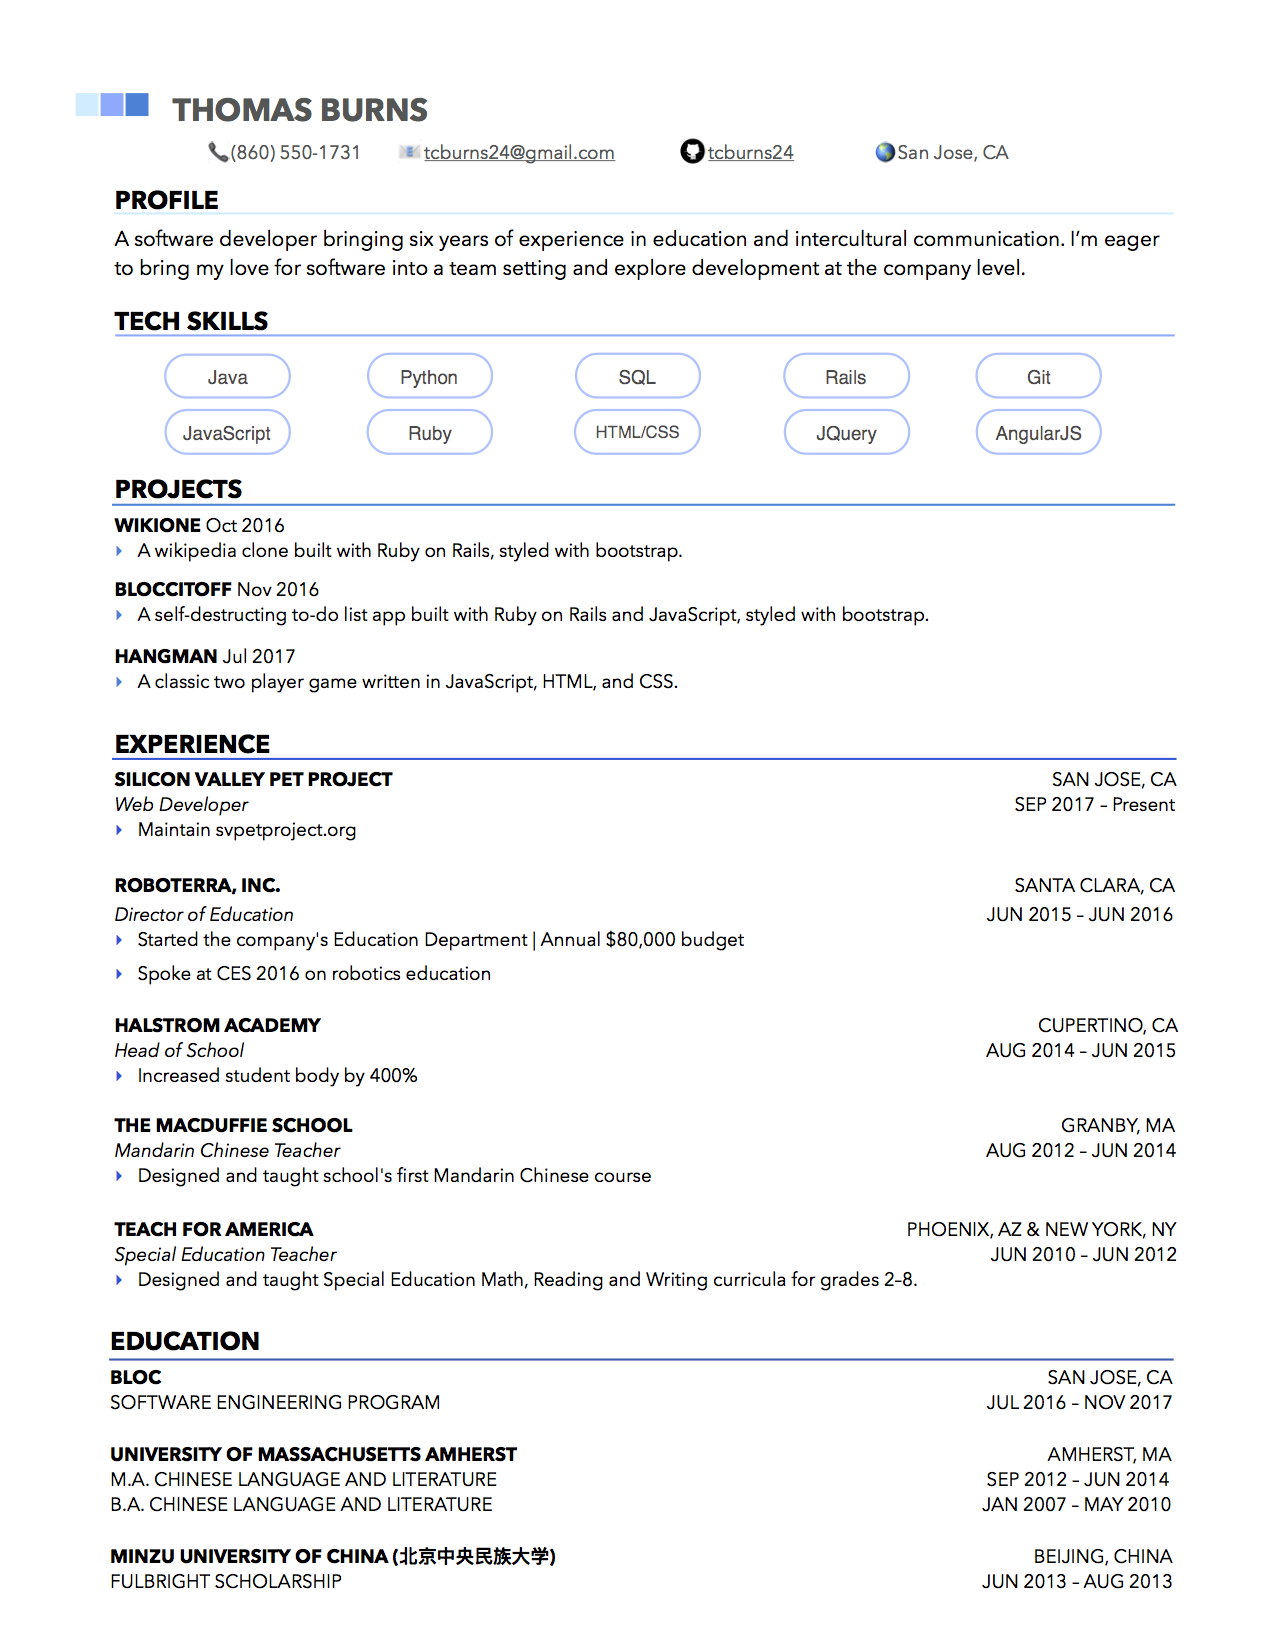 THOMAS BURNS
(860) 550-1731 tcburns24@gmail.com tcburns24 San Jose, CA
PROFILE
A software developer bringing six years of experience in education and intercultural communication. I’m eager
to bring my love for software into a team setting and explore development at the company level.
TECH SKILLS
Java Python SQL Rails Git
JavaScript Ruby HTML/CSS JQuery AngularJS
PROJECTS
WIKIONE Oct 2016
A wikipedia clone built with Ruby on Rails, styled with bootstrap.
BLOCCITOFF Nov 2016
A self-destructing to-do list app built with Ruby on Rails and JavaScript, styled with bootstrap.
HANGMAN Jul 2017
A classic two player game written in JavaScript, HTML, and CSS.
EXPERIENCE
SILICON VALLEY PET PROJECT SAN JOSE, CA
Web Developer SEP 2017 – Present
Maintain svpetproject.org
ROBOTERRA, INC. SANTA CLARA, CA
Director of Education JUN 2015 – JUN 2016
Started the company's Education Department | Annual $80,000 budget
Spoke at CES 2016 on robotics education
HALSTROM ACADEMY CUPERTINO, CA
Head of School AUG 2014 – JUN 2015
Increased student body by 400%
THE MACDUFFIE SCHOOL GRANBY, MA
Mandarin Chinese Teacher AUG 2012 – JUN 2014
Designed and taught school's first Mandarin Chinese course
TEACH FOR AMERICA PHOENIX, AZ & NEW YORK, NY
Special Education Teacher JUN 2010 – JUN 2012
Designed and taught Special Education Math, Reading and Writing curricula for grades 2–8.
EDUCATION
BLOC SAN JOSE, CA
SOFTWARE ENGINEERING PROGRAM JUL 2016 – NOV 2017
UNIVERSITY OF MASSACHUSETTS AMHERST AMHERST, MA
M.A. CHINESE LANGUAGE AND LITERATURE SEP 2012 – JUN 2014
B.A. CHINESE LANGUAGE AND LITERATURE JAN 2007 – MAY 2010
MINZU UNIVERSITY OF CHINA (北京中央民族大学) BEIJING, CHINA
FULBRIGHT SCHOLARSHIP JUN 2013 – AUG 2013